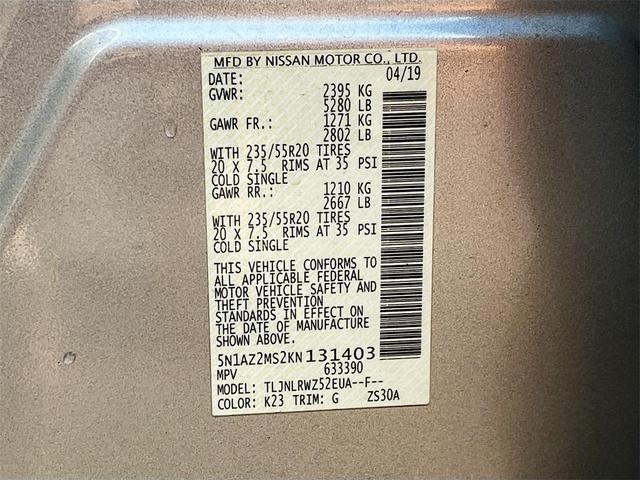 MFD BY NISSAN MOTOR CO., LTD.
DATE: 04/19
GVWR: 2395 KG
5280 LB
GAWR FR.: 1271 KG
2802 LB
WITH 235/55R20 TIRES
20 X 7.5 RIMS AT 35 PSI
COLD SINGLE
GAWR RR.: 1210 KG
2667 LB
WITH 235/55R20 TIRES
20 X 7.5 RIMS AT 35 PSI
COLD SINGLE
THIS VEHICLE CONFORMS TO
ALL APPLICABLE FEDERAL
MOTOR VEHICLE SAFETY AND
THEFT PREVENTION
STANDARDS IN EFFECT ON
THE DATE OF MANUFACTURE
SHOWN ABOVE.
5N1AZ2MS2KN131403
MPV 633390
MODEL: TLJNLRWZ52EUA--F--
COLOR: K23 TRIM: G ZS30A